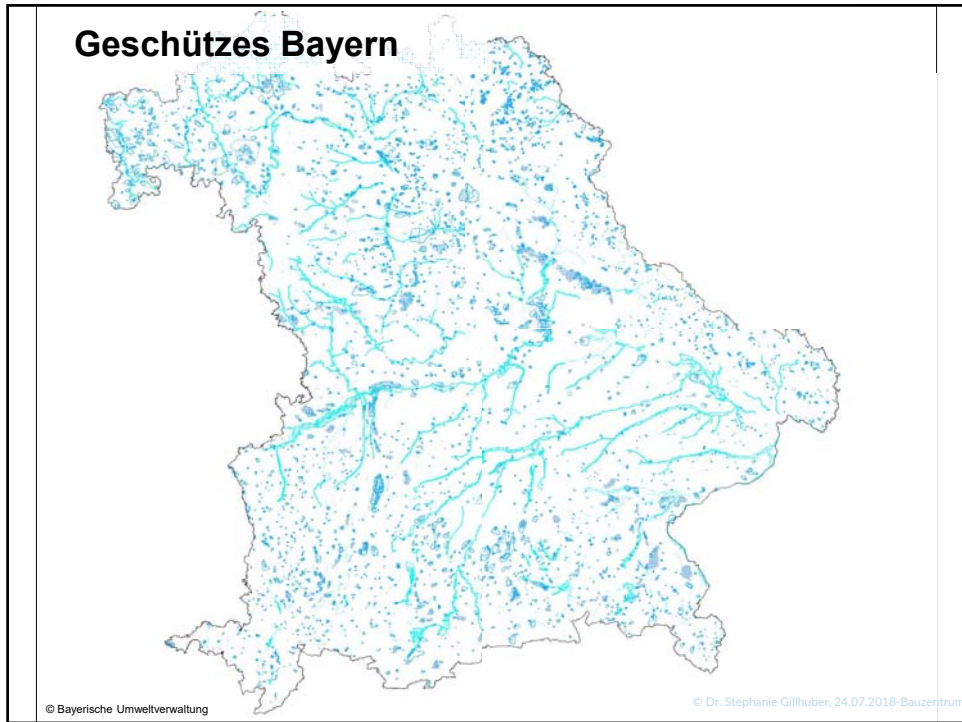 Geschützes Bayern
© Bayerische Umweltverwaltung
© Dr. Stephanie Gillhuber, 24.07.2018-Bauzentrum